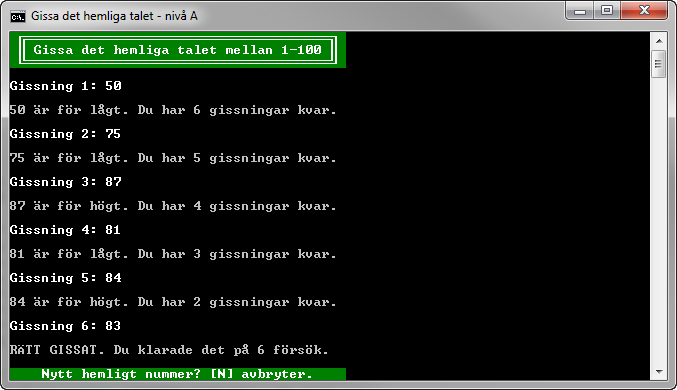 Gissa det hemliga talet - nivå A
Gissa det hemliga talet mellan 1-100
Gissning 1: 50
50 är för lågt. Du har 6 gissningar kvar.
Gissning 2: 75
75 är för lågt. Du har 5 gissningar kvar.
Gissning 3: 87
87 är för högt. Du har 4 gissningar kvar.
Gissning 4: 81
81 är för lågt. Du har 3 gissningar kvar.
Gissning 5: 84
84 är för högt. Du har 2 gissningar kvar.
Gissning 6: 83
RäTT GISSAT. Du klarade det på 6 försök.
Nytt hemligt nummer? [N] avbryter.